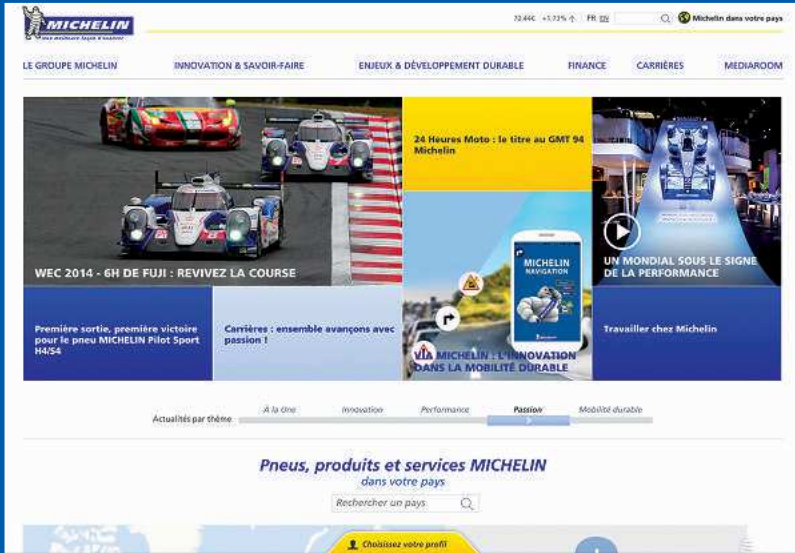 MICHELIN
Une meilleure façon d'avancer
72.44€ +1.73% FR EN
Michelin dans votre pays
LE GROUPE MICHELIN
INNOVATION & SAVOIR-FAIRE
ENJEUX & DÉVELOPPEMENT DURABLE
FINANCE
CARRIÈRES
MEDIAROOM
WEC 2014 - 6H DE FUJI : REVIVEZ LA COURSE
24 Heures Moto : le titre au GMT 94
Michelin
UN MONDIAL SOUS LE SIGNE
DE LA PERFORMANCE
MICHELIN
NAVIGATION
VIA MICHELIN : L'INNOVATION
DANS LA MOBILITÉ DURABLE
Première sortie, première victoire
pour le pneu MICHELIN Pilot Sport
H4/S4
Carrières : ensemble avançons avec
passion !
Travailler chez Michelin
Actualités par thème
À la Une
Innovation
Performance
Passion
Mobilité durable
Pneus, produits et services MICHELIN
dans votre pays
Rechercher un pays
Choisissez votre profil